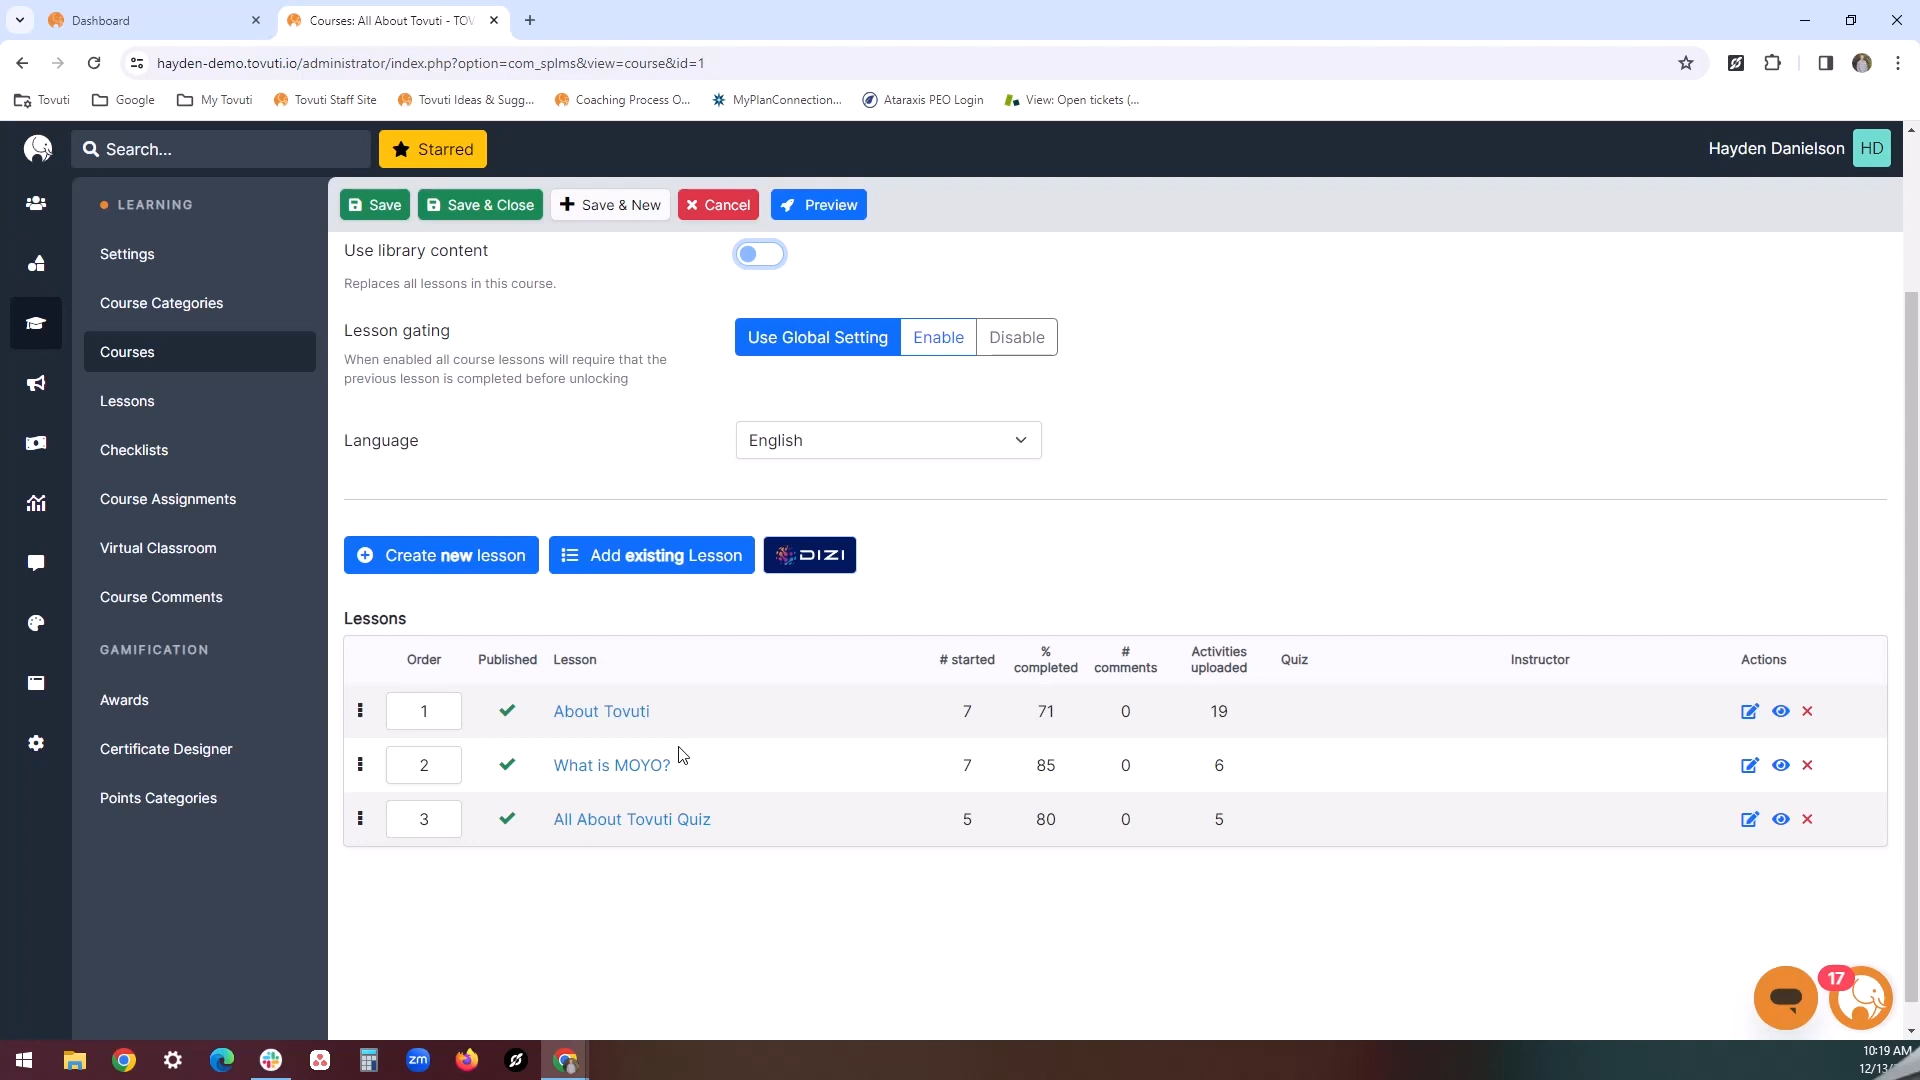 Dashboard
Courses: All About Tovuti - TOV
hayden-demo.tovuti.io/administrator/index.php?option=com_splms&view=course&id=1
Tovuti
Google
My Tovuti
Tovuti Staff Site
Tovuti Ideas & Sugg...
Coaching Process O...
MyPlanConnection...
Ataraxis PEO Login
View: Open tickets (...
Search...
Starred
Hayden Danielson
HD
LEARNING
Settings
Course Categories
Courses
Lessons
Checklists
Course Assignments
Virtual Classroom
Course Comments
GAMIFICATION
Awards
Certificate Designer
Points Categories
Save
Save & Close
Save & New
Cancel
Preview
Use library content
Replaces all lessons in this course.
Lesson gating
When enabled all course lessons will require that the
previous lesson is completed before unlocking
Use Global Setting
Enable
Disable
Language
English
Create new lesson
Add existing Lesson
DIZI
Lessons
Order Published Lesson # started % completed # comments Activities uploaded Quiz Instructor Actions
1 About Tovuti 7 71 0 19
2 What is MOYO? 7 85 0 6
3 All About Tovuti Quiz 5 80 0 5
17
zm
10:19 AM